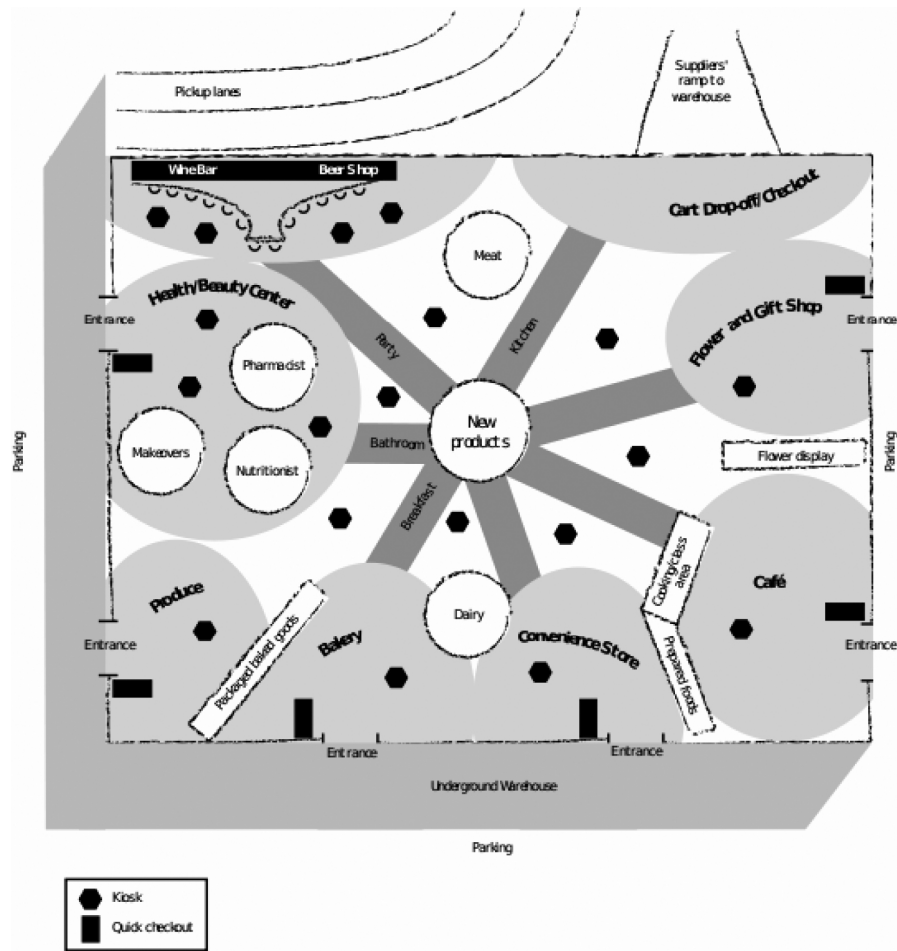 Pickup lanes
Suppliers'
ramp to
warehouse
Wine Bar
Beer Shop
Cart Drop-off/Checkout
Meat
Health/Beauty Center
Entrance
Flower and Gift Shop
Entrance
Party
Kitchen
Pharmacist
New
products
Bathroom
Makeovers
Nutritionist
Flower display
Parking
Parking
Breakfast
Cooking/class
area
Café
Produce
Packaged baked goods
Bakery
Dairy
Convenience Store
Prepared foods
Entrance
Entrance
Entrance
Entrance
Underground Warehouse
Parking
Kiosk
Quick checkout